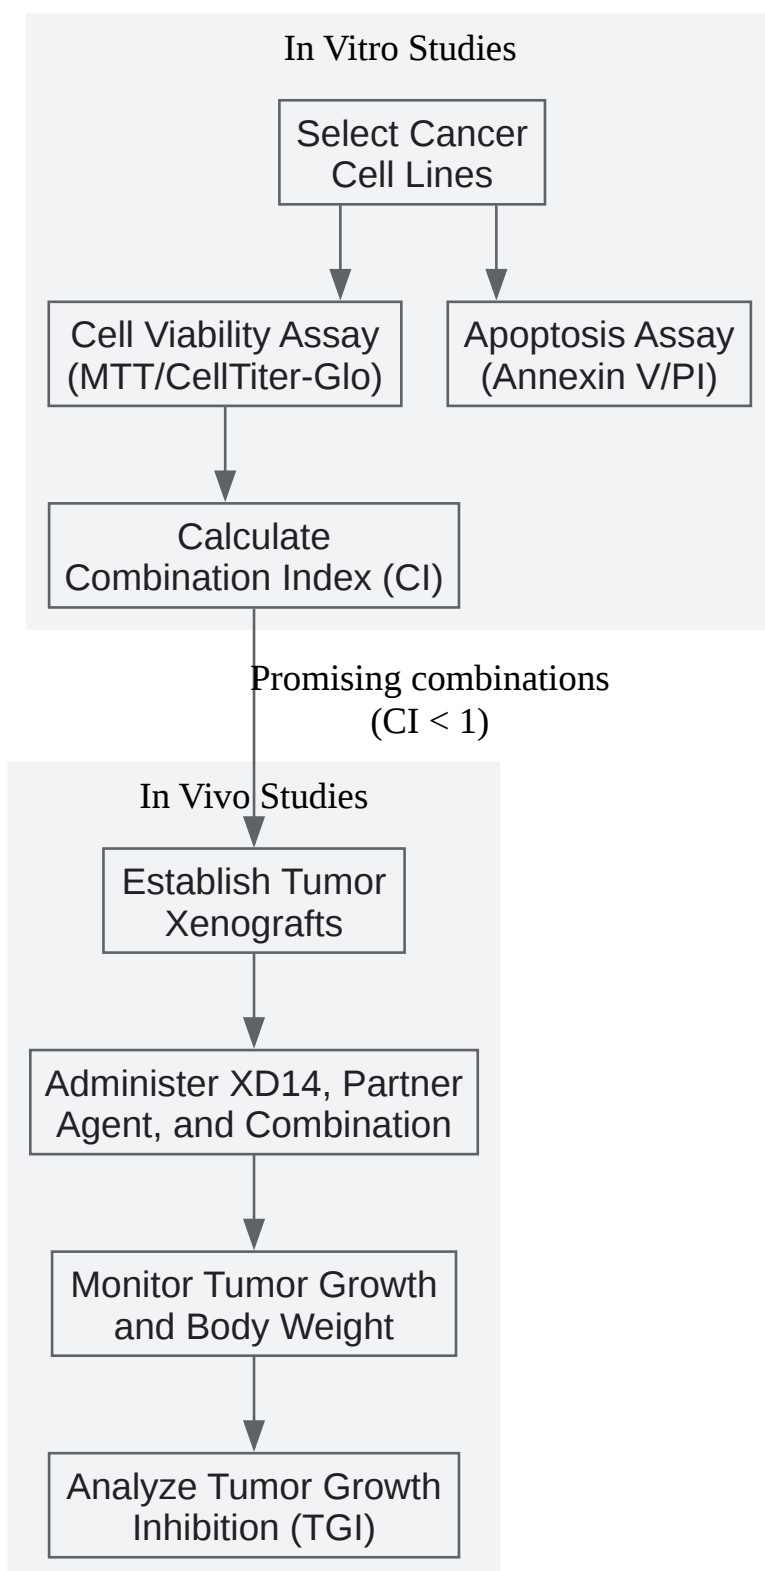 In Vitro Studies
Select Cancer
Cell Lines
Cell Viability Assay
(MTT/CellTiter-Glo)
Apoptosis Assay
(Annexin V/PI)
Calculate
Combination Index (CI)
Promising combinations
(CI < 1)
In Vivo Studies
Establish Tumor
Xenografts
Administer XD14, Partner
Agent, and Combination
Monitor Tumor Growth
and Body Weight
Analyze Tumor Growth
Inhibition (TGI)